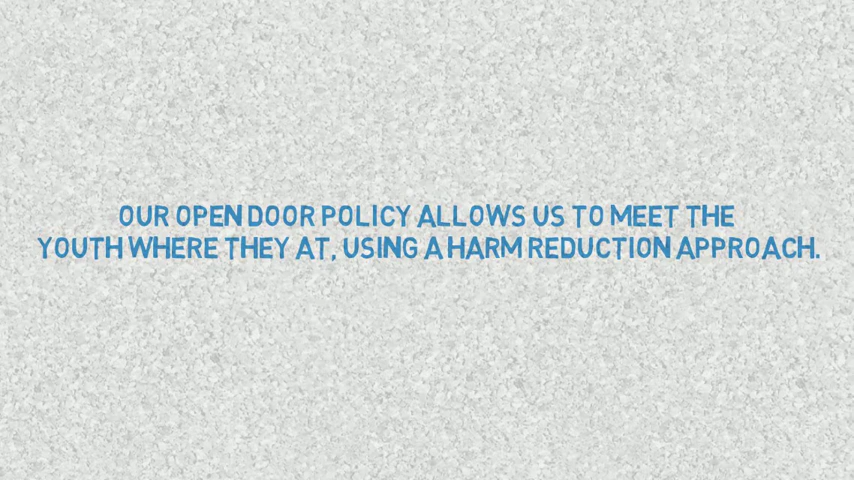 OUR OPEN DOOR POLICY ALLOWS US TO MEET THE
YOUTH WHERE THEY AT, USING A HARM REDUCTION APPROACH.